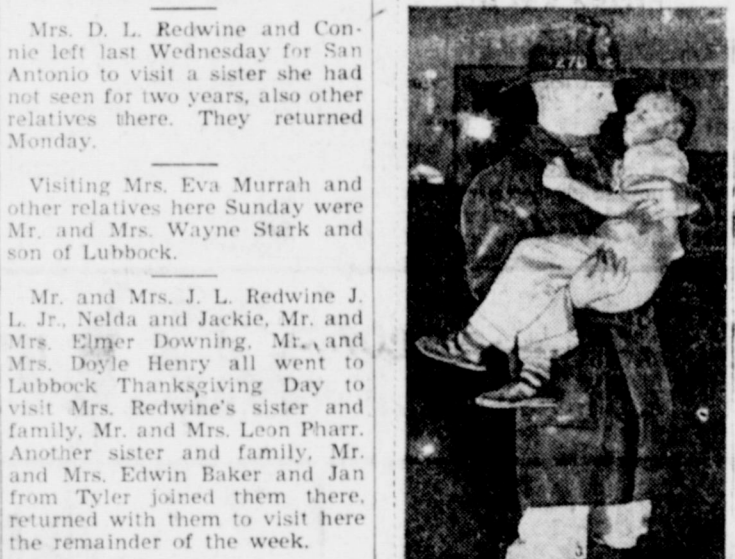 Mrs. D. L. Redwine and Con-
nie left last Wednesday for San
Antonio to visit a sister she had
not seen for two years, also other
relatives there. They returned
Monday.
Visiting Mrs. Eva Murrah and
other relatives here Sunday were
Mr. and Mrs. Wayne Stark and
son of Lubbock.
Mr. and Mrs. J. L. Redwine J.
L. Jr., Nelda and Jackie, Mr. and
Mrs. Elmer Downing, Mr. and
Mrs. Doyle Henry all went to
Lubbock Thanksgiving Day to
visit Mrs. Redwine's sister and
family, Mr. and Mrs. Leon Pharr.
Another sister and family, Mr.
and Mrs. Edwin Baker and Jan
from Tyler joined them there,
returned with them to visit here
the remainder of the week.
270